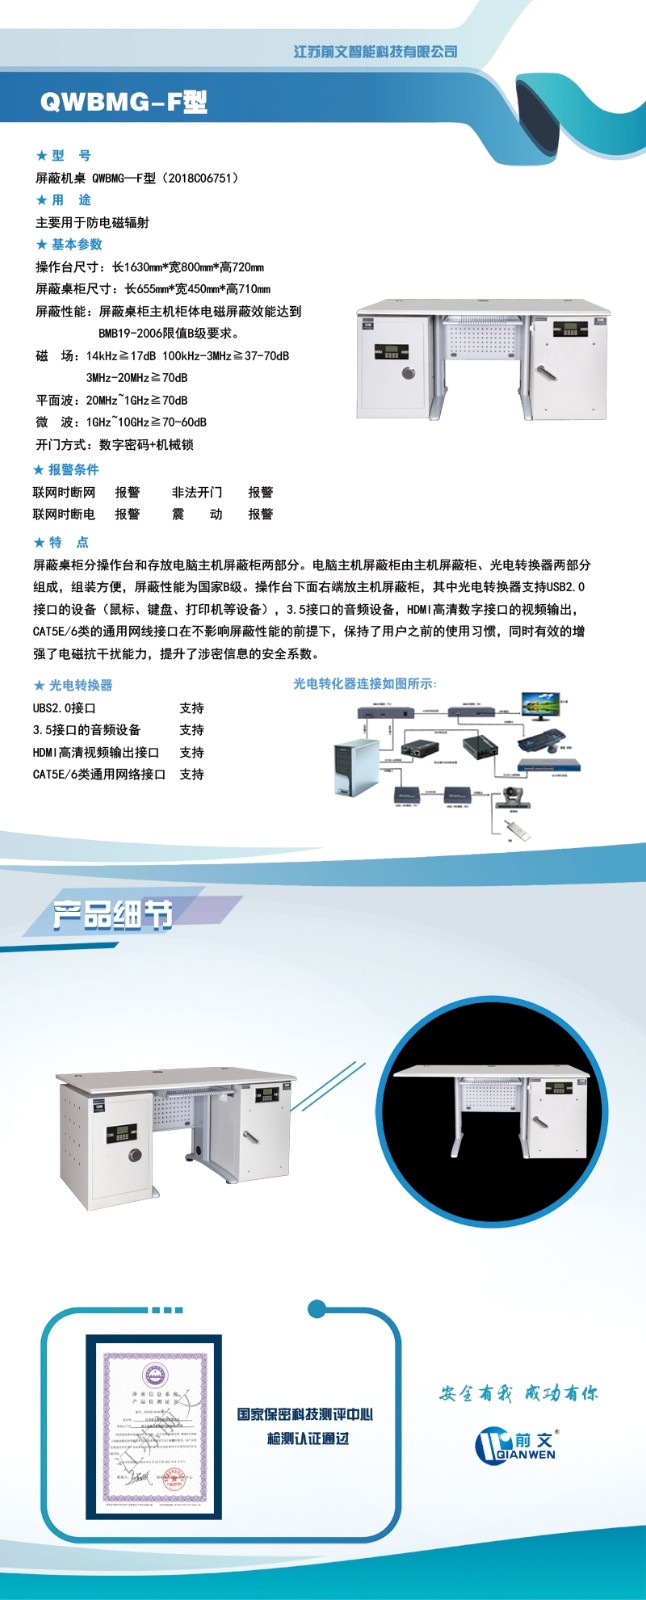 江苏前文智能科技有限公司
QWBMG-F型
★ 型 号
屏蔽机桌 QWBMG—F型（2018C06751）
★ 用 途
主要用于防电磁辐射
★ 基本参数
操作台尺寸：长1630mm*宽800mm*高720mm
屏蔽桌柜尺寸：长655mm*宽450mm*高710mm
屏蔽性能：屏蔽桌柜主机柜体电磁屏蔽效能达到
BMB19-2006限值B级要求。
磁 场：14kHz≧17dB 100kHz-3MHz≧37-70dB
3MHz-20MHz≧70dB
平面波：20MHz~1GHz≧70dB
微 波：1GHz~10GHz≧70-60dB
开门方式：数字密码+机械锁
★ 报警条件
联网时断网 报警 非法开门 报警
联网时断电 报警 震 动 报警
★ 特 点
屏蔽桌柜分操作台和存放电脑主机屏蔽柜两部分。电脑主机屏蔽柜由主机屏蔽柜、光电转换器两部分
组成，组装方便，屏蔽性能为国家B级。操作台下面右端放主机屏蔽柜，其中光电转换器支持USB2.0
接口的设备（鼠标、键盘、打印机等设备），3.5接口的音频设备，HDMI高清数字接口的视频输出，
CAT5E/6类的通用网线接口在不影响屏蔽性能的前提下，保持了用户之前的使用习惯，同时有效的增
强了电磁抗干扰能力，提升了涉密信息的安全系数。
★ 光电转换器
光电转化器连接如图所示：
UBS2.0接口 支持
3.5接口的音频设备 支持
HDMI高清视频输出接口 支持
CAT5E/6类通用网络接口 支持
产品细节
涉密信息系统
产品检测证书
江苏前文
国家保密科技测评中心
检测认证通过
安全有我 成功有你
前文®
QIANWEN